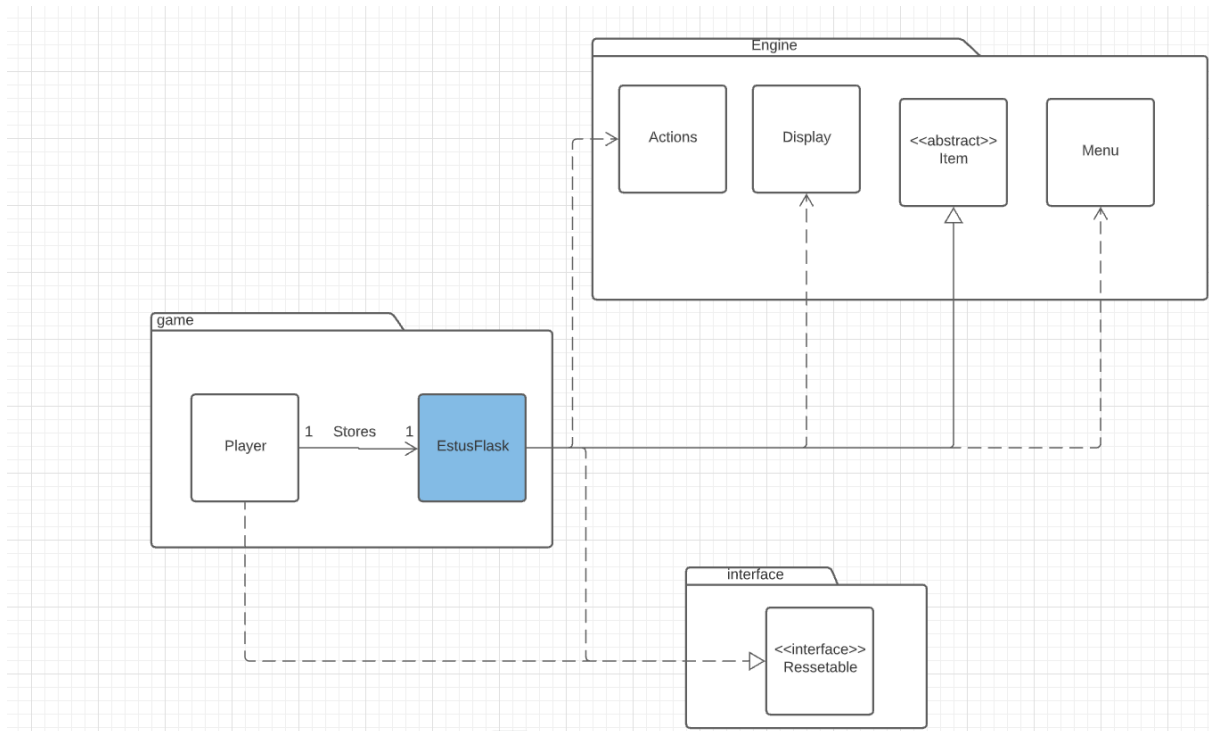 Engine
Actions
Display
<<abstract>>
Item
Menu
game
Player
1 Stores 1
EstusFlask
interface
<<interface>>
Ressetable